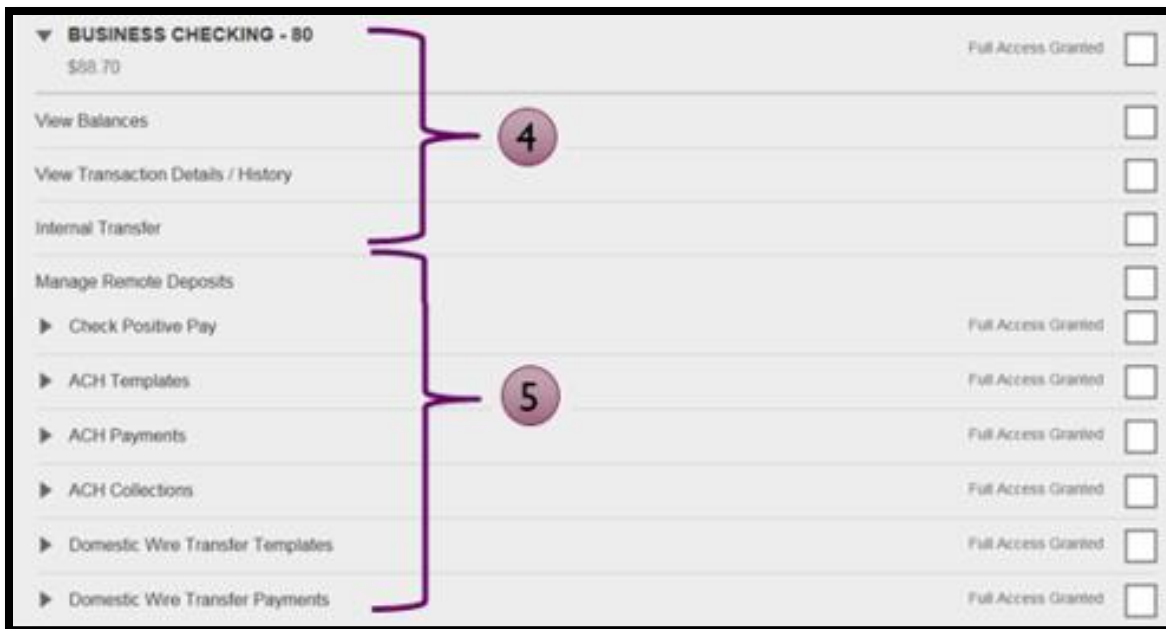 BUSINESS CHECKING - 80
Full Access Granted
$88.70
View Balances
4
View Transaction Details / History
Internal Transfer
Manage Remote Deposits
Check Positive Pay Full Access Granted
ACH Templates Full Access Granted
5
ACH Payments Full Access Granted
ACH Collections Full Access Granted
Domestic Wire Transfer Templates Full Access Granted
Domestic Wire Transfer Payments Full Access Granted